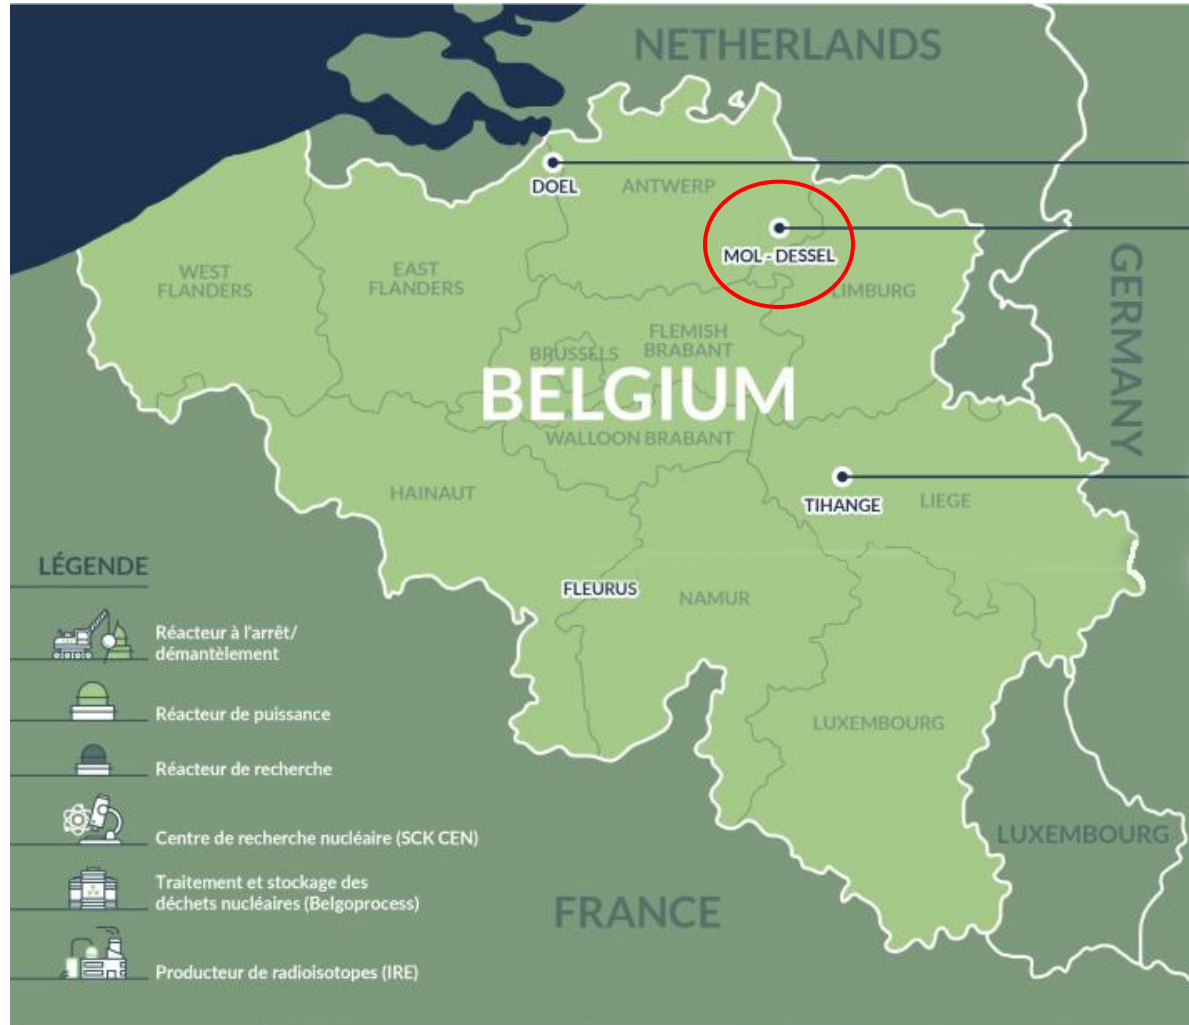 NETHERLANDS
DOEL
ANTWERP
MOL - DESSEL
WEST
FLANDERS
EAST
FLANDERS
LIMBURG
GERMANY
FLEMISH
BRABANT
BRUSSELS
BELGIUM
WALLOON BRABANT
HAINAUT
TIHANGE
LIEGE
FLEURUS
NAMUR
LUXEMBOURG
LUXEMBOURG
FRANCE
LÉGENDE
Réacteur à l'arrêt/
démantèlement
Réacteur de puissance
Réacteur de recherche
Centre de recherche nucléaire (SCK CEN)
Traitement et stockage des
déchets nucléaires (Belgoprocess)
Producteur de radioisotopes (IRE)